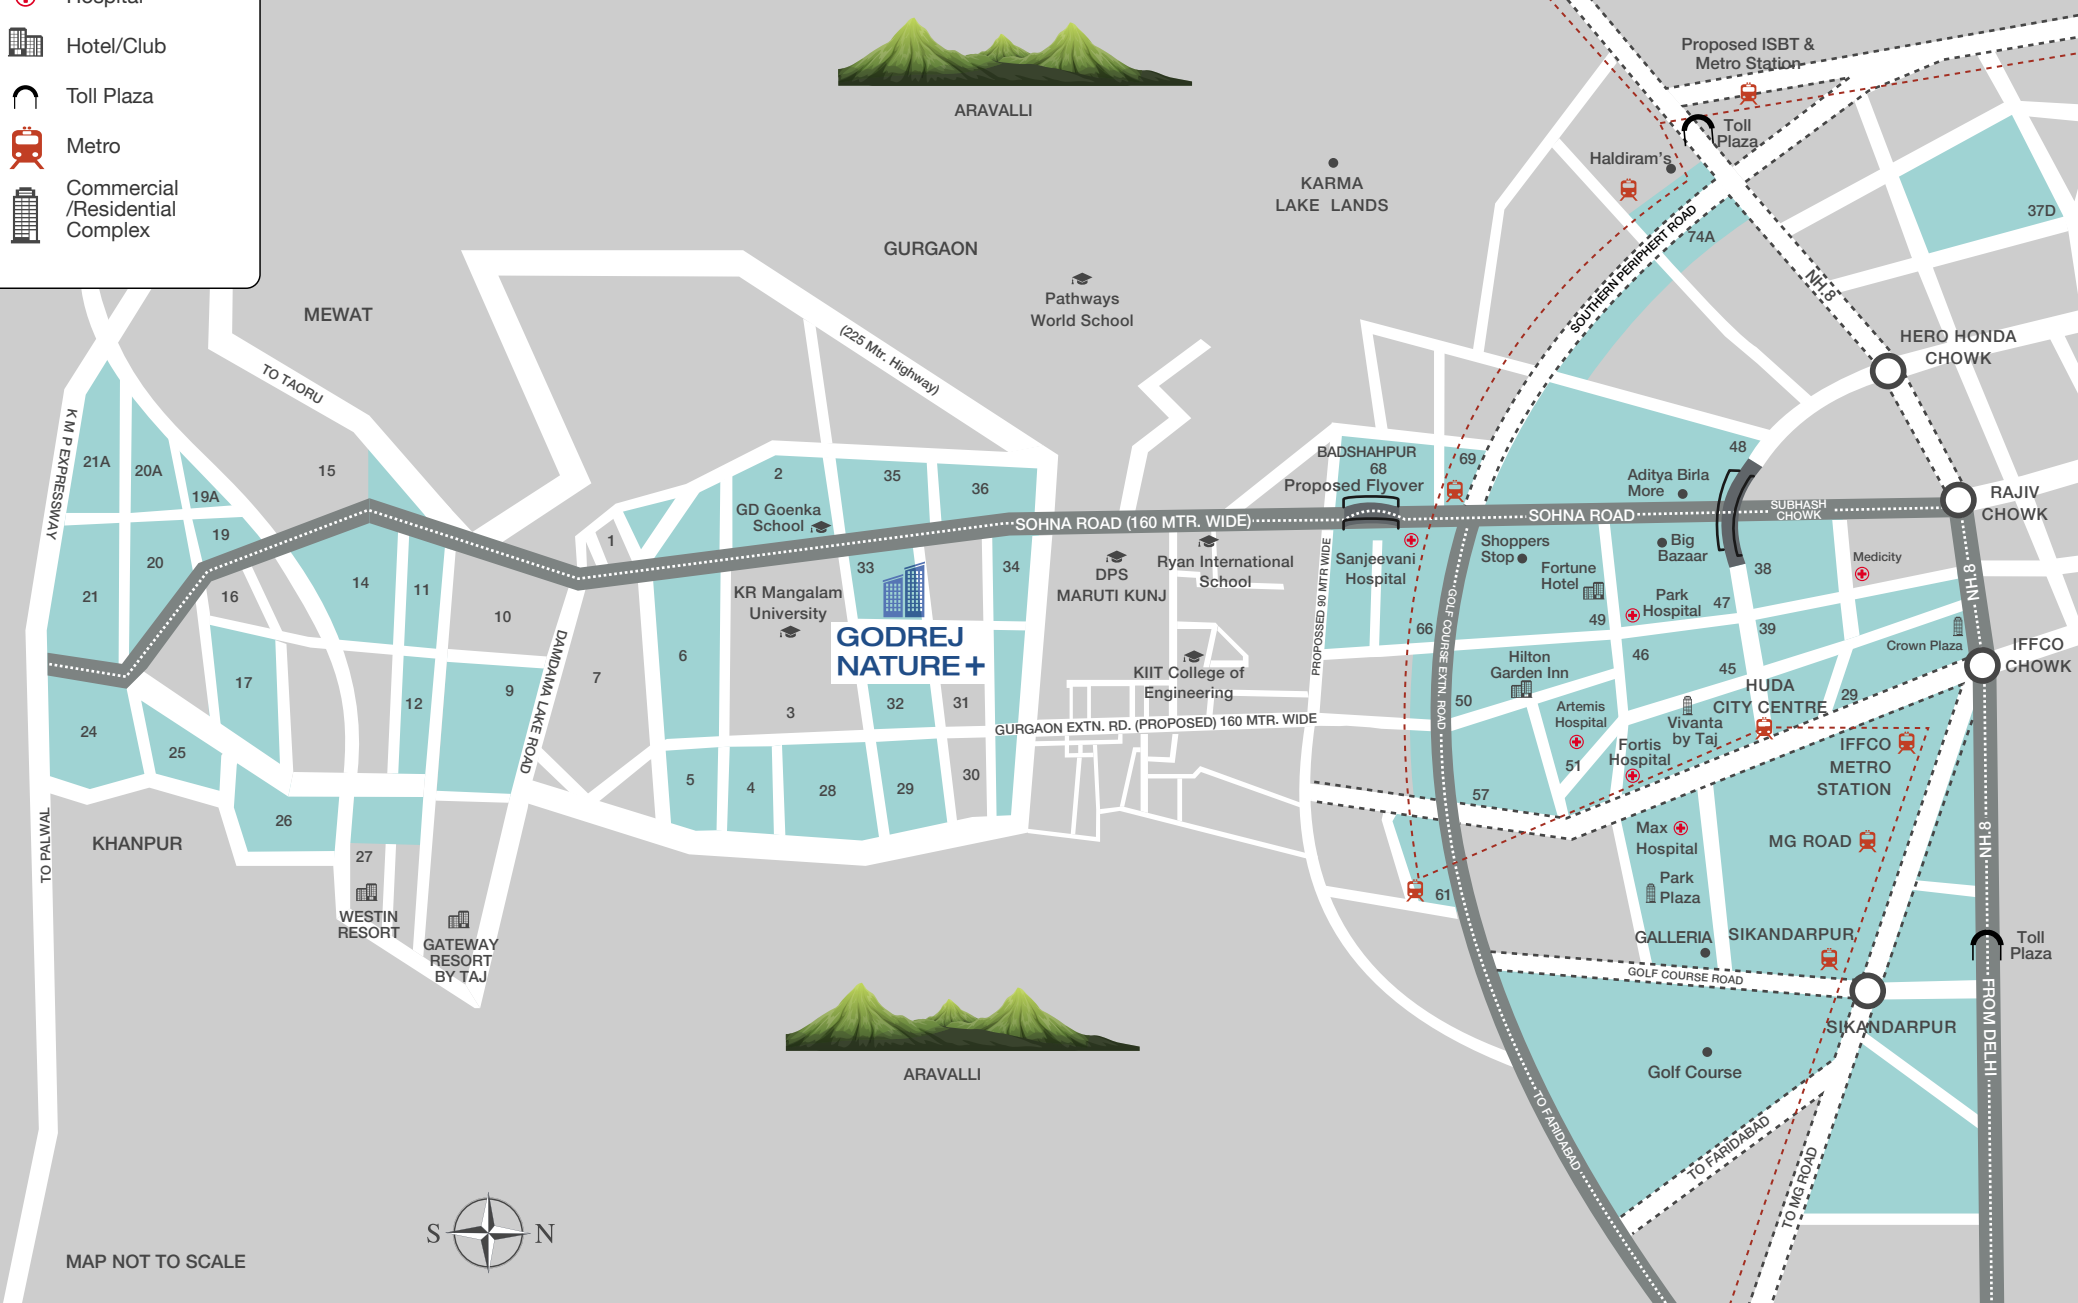 Hospital
Hotel/Club
Toll Plaza
Metro
Commercial
/Residential
Complex
ARAVALLI
Proposed ISBT &
Metro Station
Toll
Plaza
Haldiram's
KARMA
LAKE LANDS
37D
74A
SOUTHERN PERIPHERT ROAD
NH.8
GURGAON
Pathways
World School
MEWAT
TO TAORU
(225 Mtr. Highway)
HERO HONDA
CHOWK
K M P EXPRESSWAY
21A
20A
19A
15
2
35
36
GD Goenka
School
BADSHAHPUR
68
Proposed Flyover
69
48
Aditya Birla
More
SUBHASH
CHOWK
RAJIV
CHOWK
SOHNA ROAD (160 MTR. WIDE)
SOHNA ROAD
19
20
21
16
14
11
10
1
33
34
KR Mangalam
University
DPS
MARUTI KUNJ
Ryan International
School
Sanjeevani
Hospital
Shoppers
Stop
Fortune
Hotel
Big
Bazaar
Park
Hospital
38
Medicity
NH.8
47
49
39
66
PROPOSSED 90 MTR WIDE
GOLF COURSE EXTN. ROAD
GODREJ
NATURE+
6
7
9
12
17
DAMDAMA LAKE ROAD
KIIT College of
Engineering
Hilton
Garden Inn
46
45
Crown Plaza
IFFCO
CHOWK
HUDA
CITY CENTRE
29
24
25
3
32
31
GURGAON EXTN. RD. (PROPOSED) 160 MTR. WIDE
50
Artemis
Hospital
Vivanta
by Taj
Fortis
Hospital
51
IFFCO
METRO
STATION
5
4
28
29
30
57
26
27
KHANPUR
TO PALWAL
Max
Hospital
MG ROAD
NH.8
Park
Plaza
61
WESTIN
RESORT
GATEWAY
RESORT
BY TAJ
GALLERIA
SIKANDARPUR
Toll
Plaza
GOLF COURSE ROAD
FROM DELHI
SIKANDARPUR
Golf Course
ARAVALLI
TO FARIDABAD
TO FARIDABAD
TO MG ROAD
S
N
MAP NOT TO SCALE